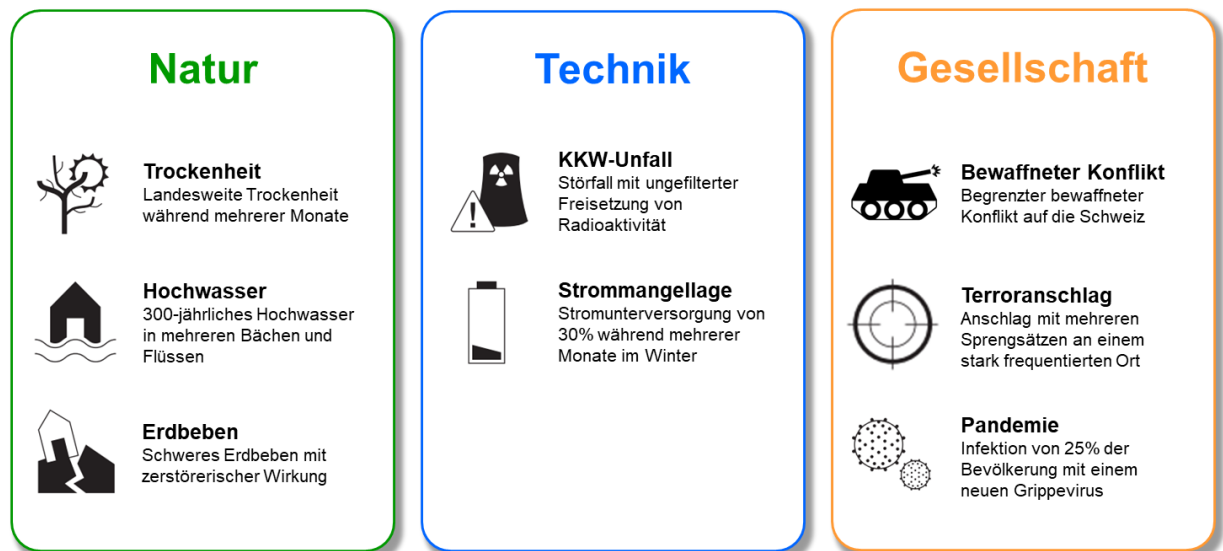 Natur
Trockenheit
Landesweite Trockenheit
während mehrerer Monate
Hochwasser
300-jährliches Hochwasser
in mehreren Bächen und
Flüssen
Erdbeben
Schweres Erdbeben mit
zerstörerischer Wirkung
Technik
KKW-Unfall
Störfall mit ungefilterter
Freisetzung von
Radioaktivität
Strommangellage
Stromunterversorgung von
30% während mehrerer
Monate im Winter
Gesellschaft
Bewaffneter Konflikt
Begrenzter bewaffneter
Konflikt auf die Schweiz
Terroranschlag
Anschlag mit mehreren
Sprengsätzen an einem
stark frequentierten Ort
Pandemie
Infektion von 25% der
Bevölkerung mit einem
neuen Grippevirus